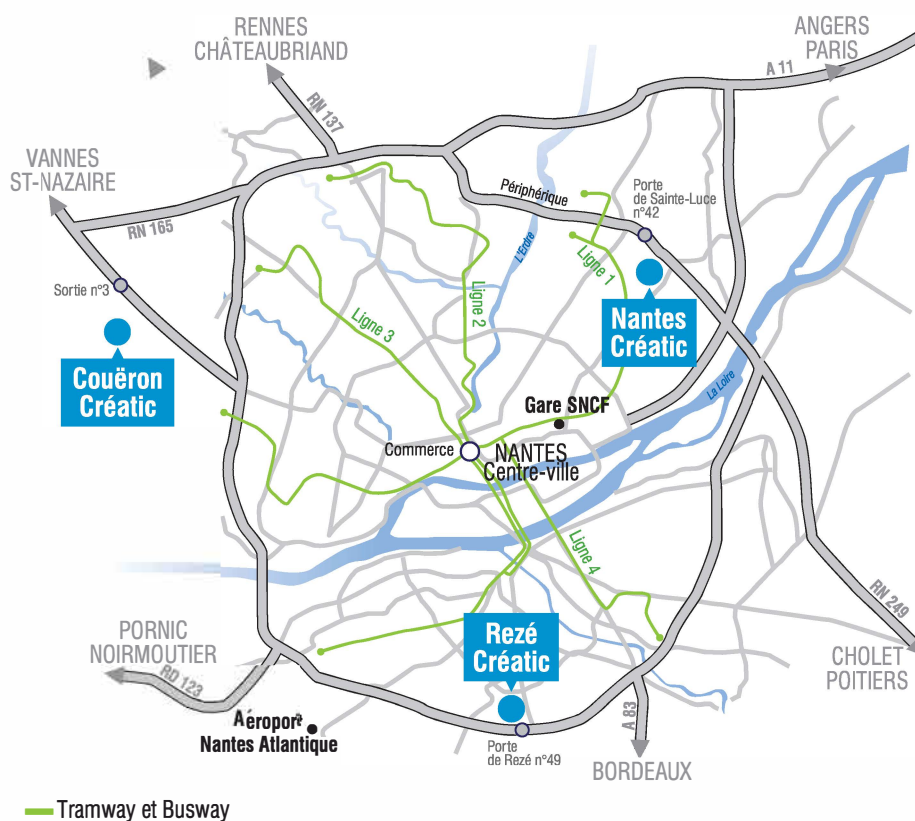 RENNES
CHÂTEAUBRIAND
ANGERS
PARIS
A 11
RN 137
VANNES
ST-NAZAIRE
Périphérique
Porte
de Sainte-Luce
n°42
RN 165
L'Erdre
Ligne 1
Sortie n°3
Ligne 2
Ligne 3
Nantes
Créatic
Couëron
Créatic
La Loire
Gare SNCF
Commerce
NANTES
Centre-ville
Ligne 4
RN 249
PORNIC
NOIRMOUTIER
Rezé
Créatic
CHOLET
POITIERS
RD 123
Aéroport
Nantes Atlantique
A 83
Porte
de Rezé n°49
BORDEAUX
Tramway et Busway